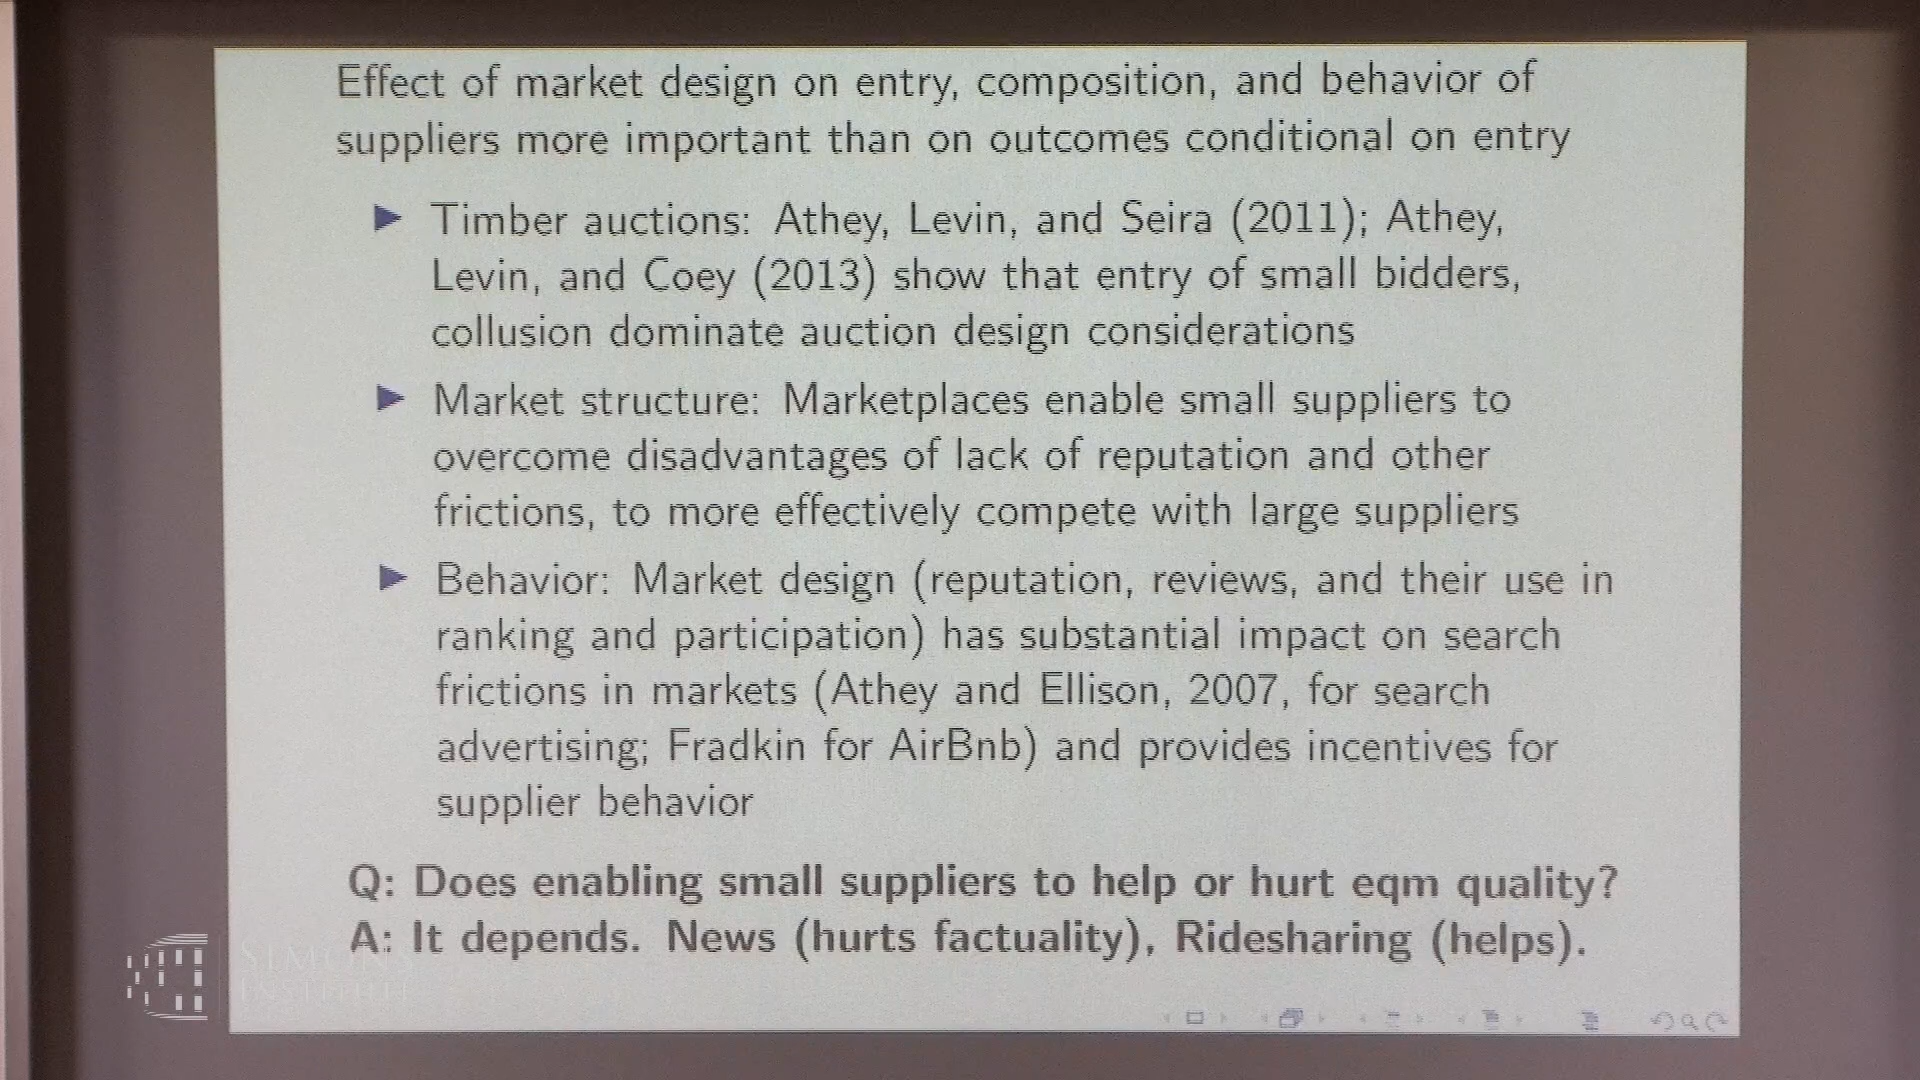 Effect of market design on entry, composition, and behavior of
suppliers more important than on outcomes conditional on entry
Timber auctions: Athey, Levin, and Seira (2011); Athey,
Levin, and Coey (2013) show that entry of small bidders,
collusion dominate auction design considerations
Market structure: Marketplaces enable small suppliers to
overcome disadvantages of lack of reputation and other
frictions, to more effectively compete with large suppliers
Behavior: Market design (reputation, reviews, and their use in
ranking and participation) has substantial impact on search
frictions in markets (Athey and Ellison, 2007, for search
advertising; Fradkin for AirBnb) and provides incentives for
supplier behavior
Q: Does enabling small suppliers to help or hurt eqm quality?
A: It depends. News (hurts factuality), Ridesharing (helps).
SIMONS
INSTITUTE